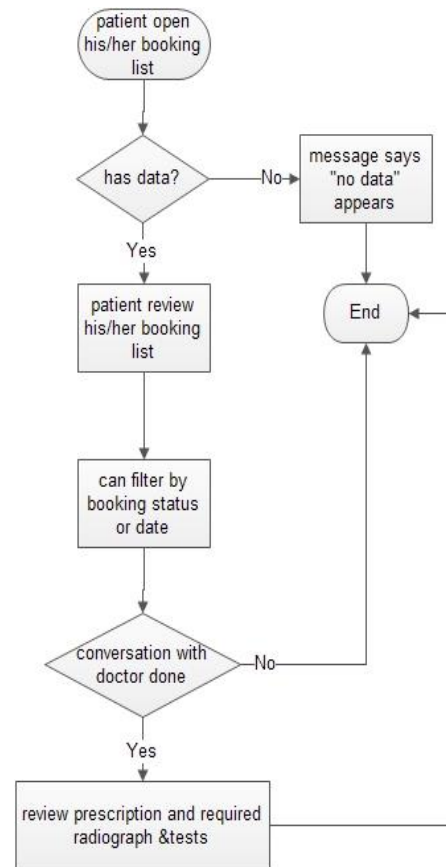 patient open
his/her booking
list
has data?
No
message says
"no data"
appears
Yes
patient review
his/her booking
list
End
can filter by
booking status
or date
conversation with
doctor done
No
Yes
review prescription and required
radiograph &tests